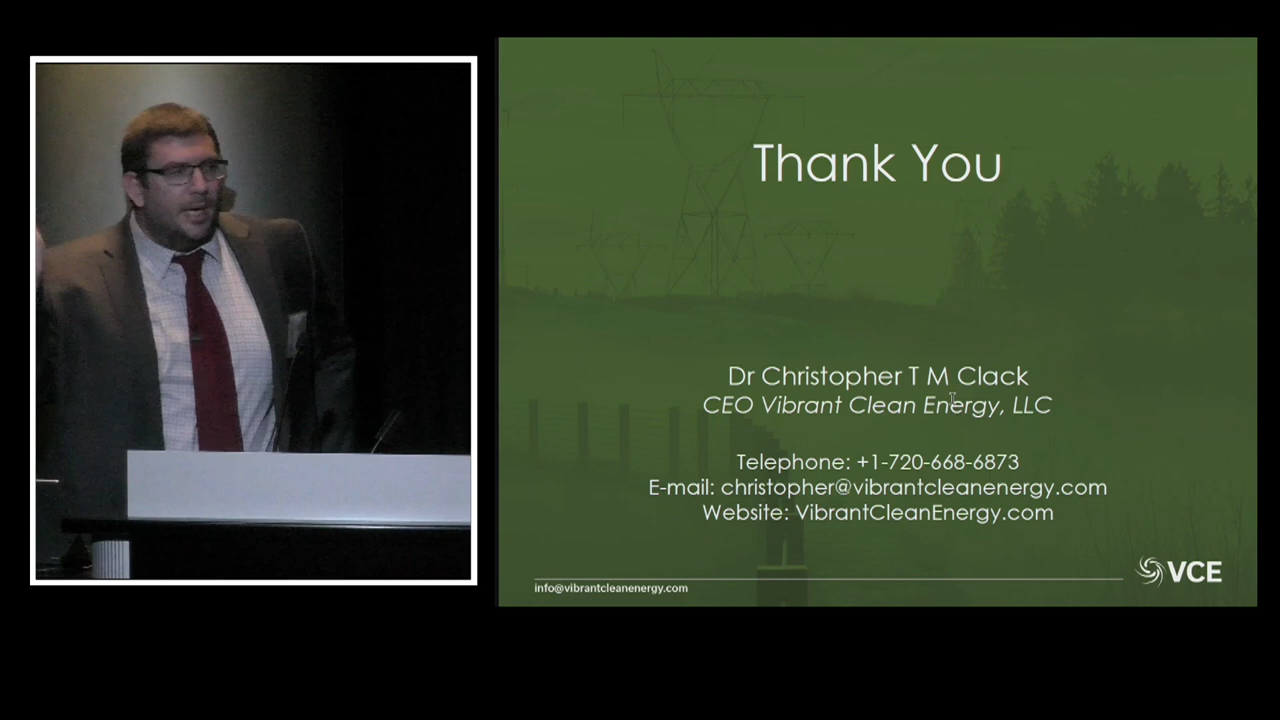 Thank You
Dr Christopher T M Clack
CEO Vibrant Clean Energy, LLC
Telephone: +1-720-668-6873
E-mail: christopher@vibrantcleanenergy.com
Website: VibrantCleanEnergy.com
info@vibrantcleanenergy.com
VCE